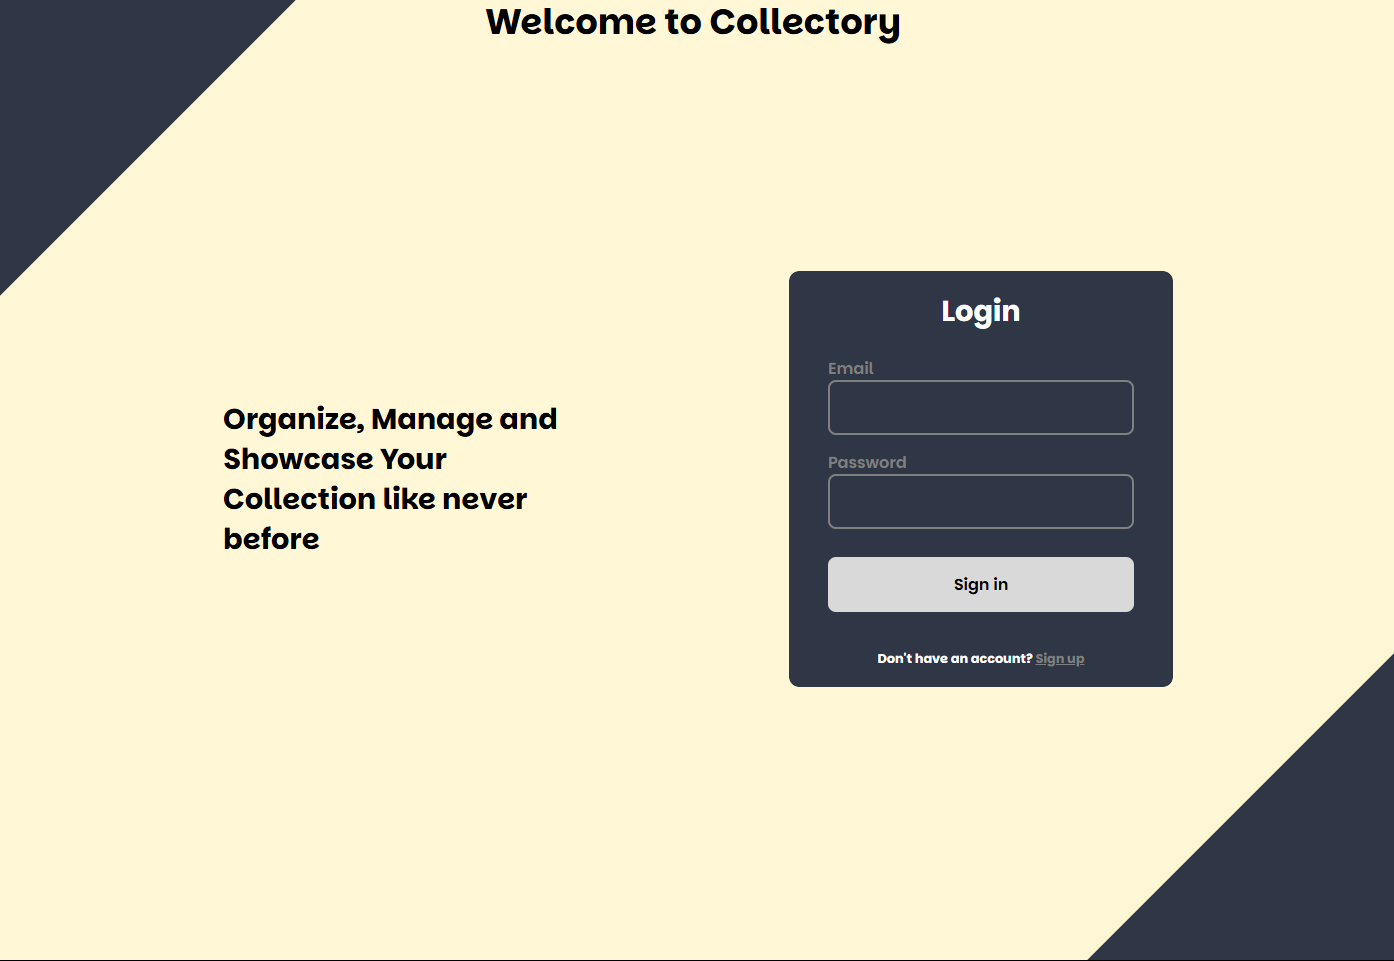 Welcome to Collectory
Organize, Manage and
Showcase Your
Collection like never
before
Login
Email
Password
Sign in
Don't have an account? Sign up